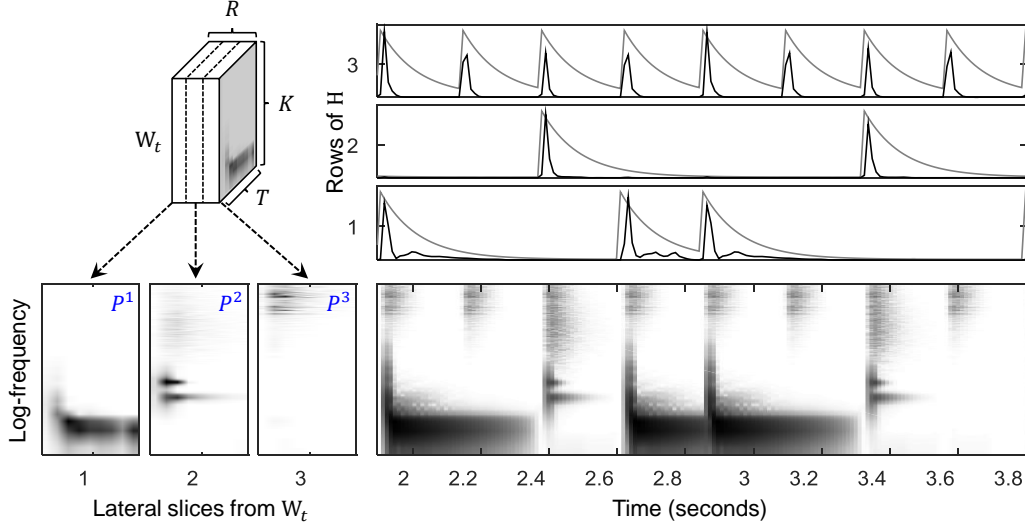 R
K
W_t
T
Rows of H
3
2
1
Log-frequency
P^1
P^2
P^3
1
2
3
Lateral slices from W_t
2
2.2
2.4
2.6
2.8
3
3.2
3.4
3.6
3.8
Time (seconds)